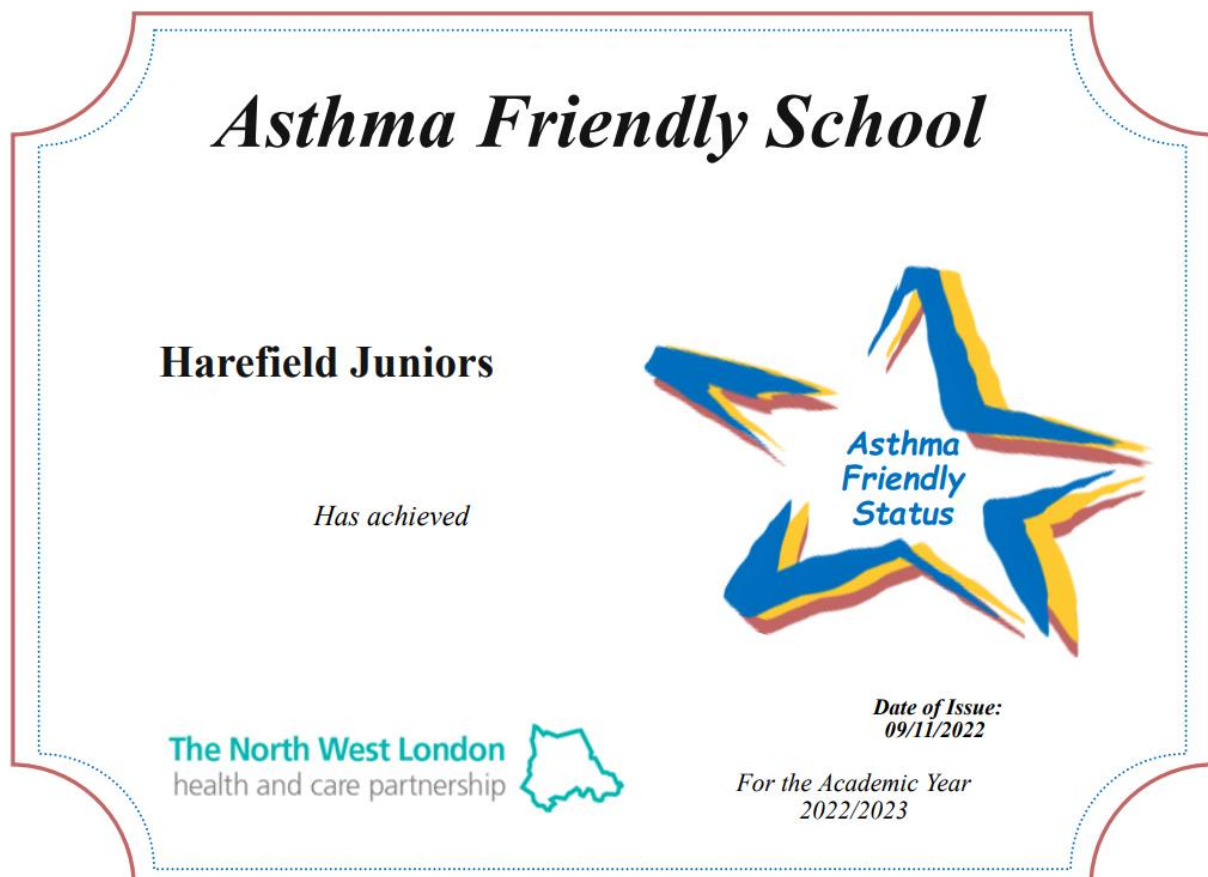 Asthma Friendly School
Harefield Juniors
Has achieved
Asthma
Friendly
Status
Date of Issue:
09/11/2022
The North West London
health and care partnership
For the Academic Year
2022/2023